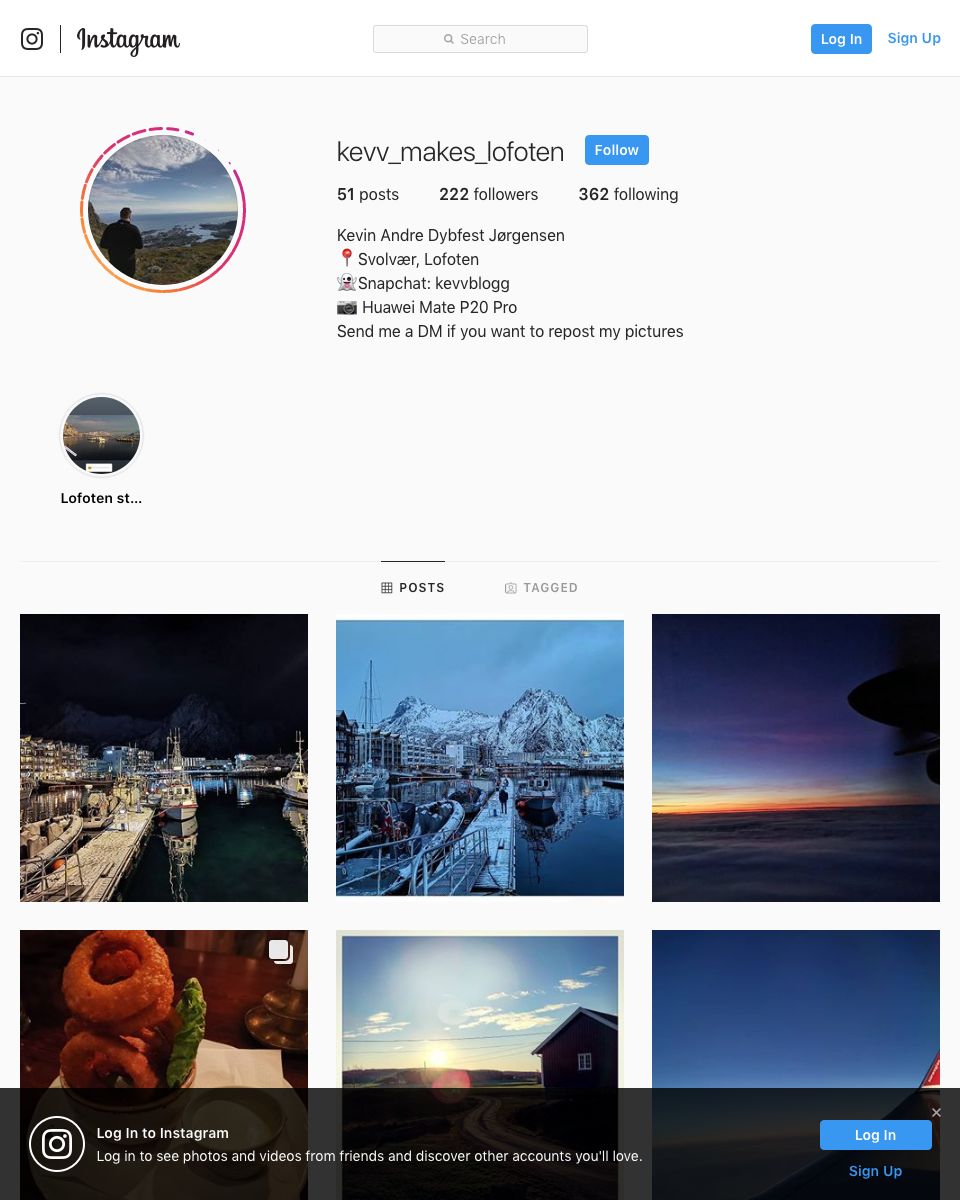 Instagram
Search
Log In
Sign Up
kevv_makes_lofoten
Follow
51 posts
222 followers
362 following
Kevin Andre Dybfest Jørgensen
📍Svolvær, Lofoten
👻Snapchat: kevvblogg
📷 Huawei Mate P20 Pro
Send me a DM if you want to repost my pictures
Lofoten st...
POSTS
TAGGED
Log In to Instagram
Log in to see photos and videos from friends and discover other accounts you'll love.
Log In
Sign Up